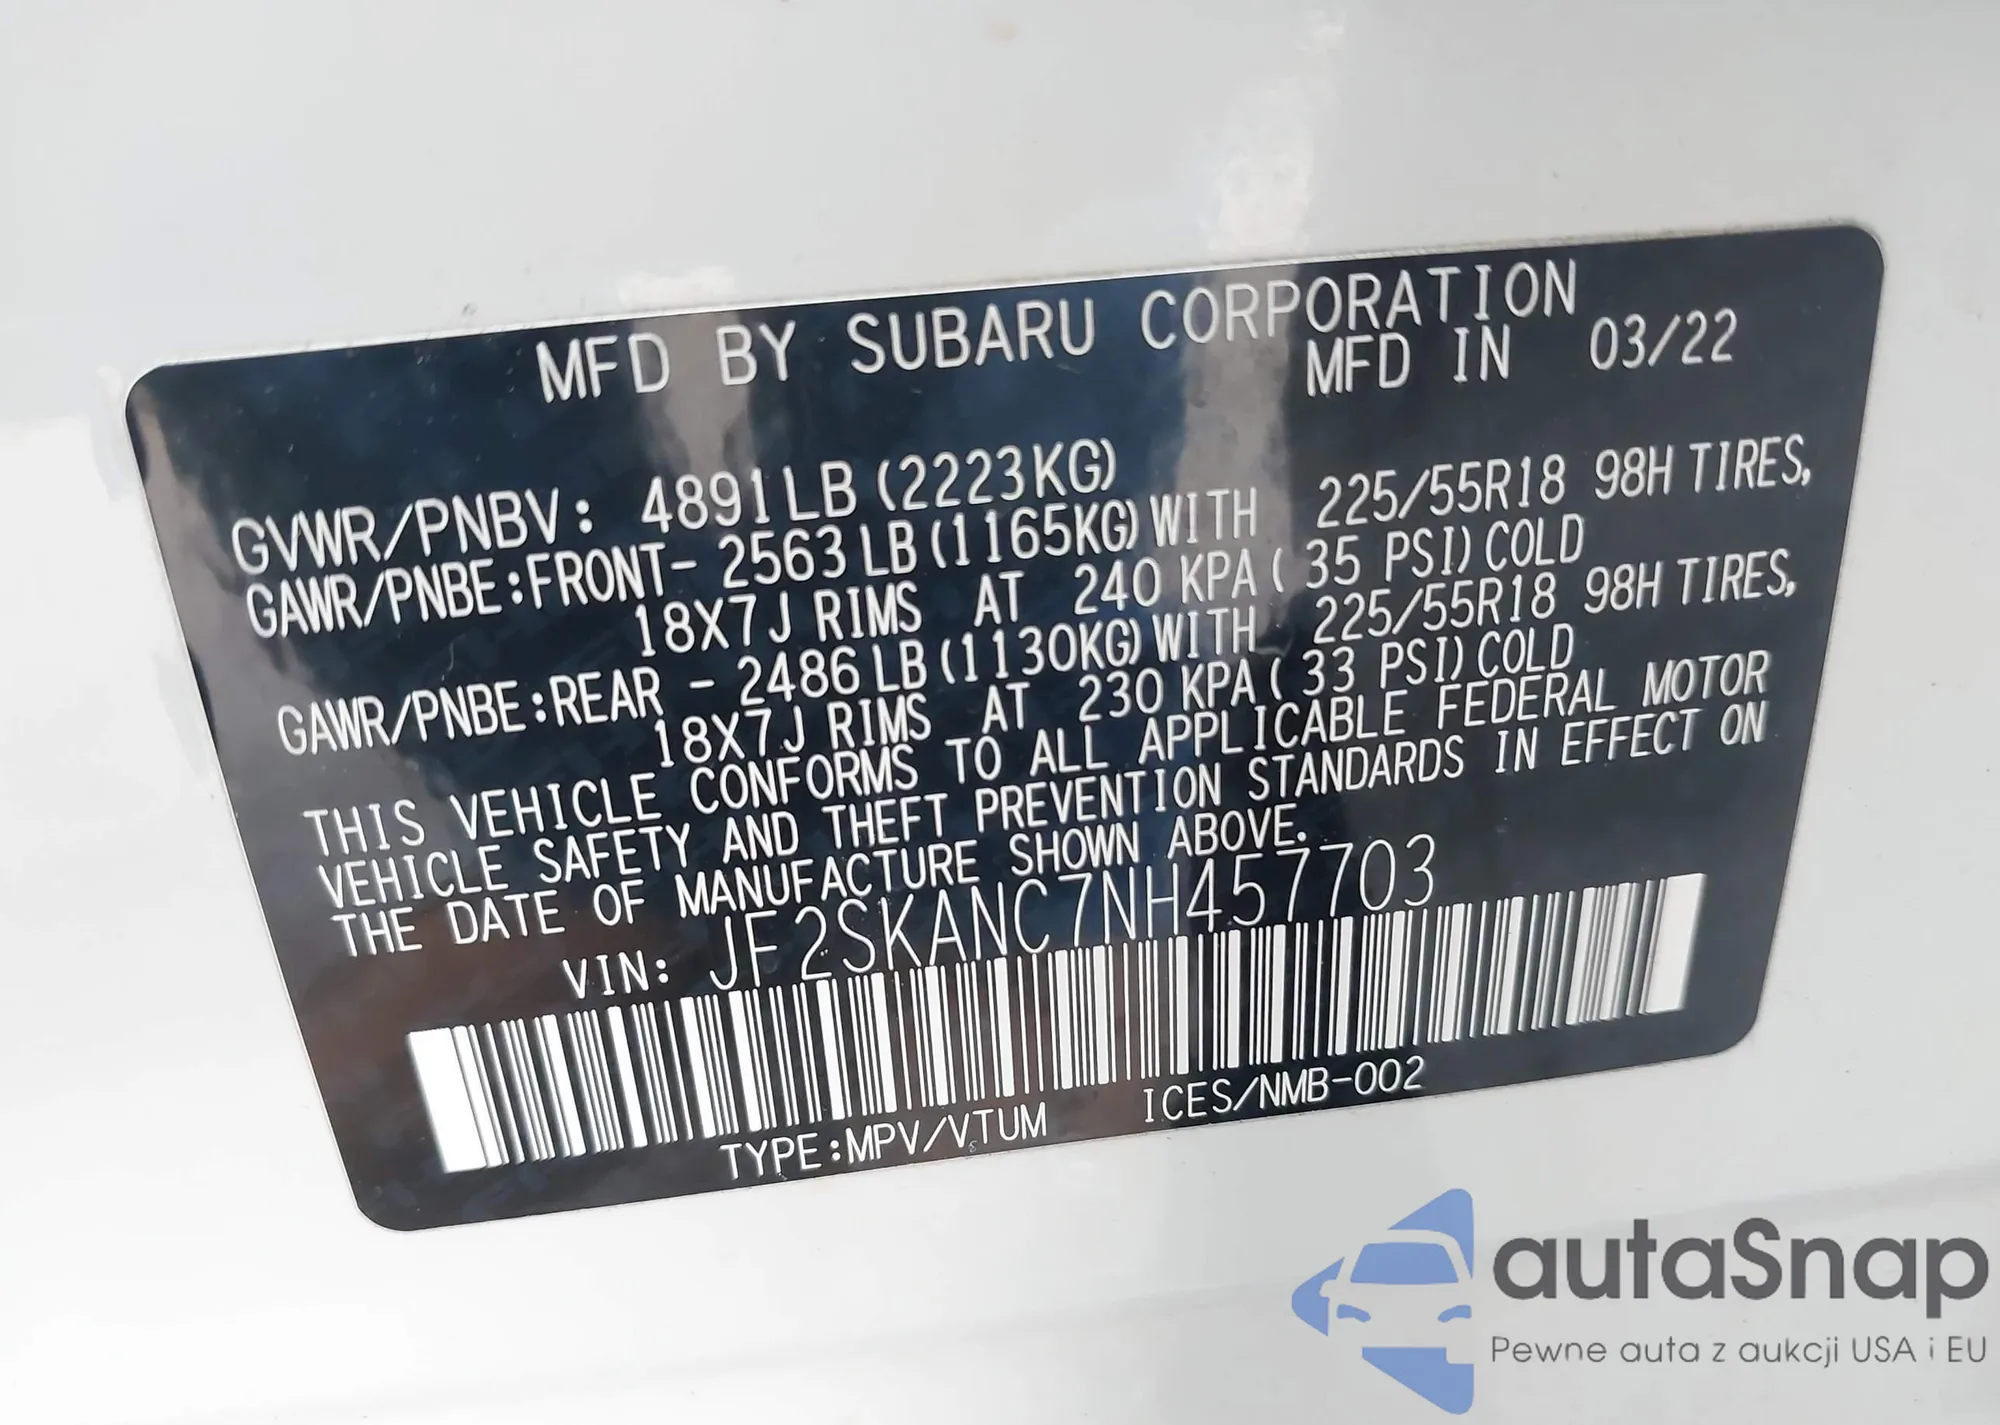 MFD BY SUBARU CORPORATION
MFD IN 03/22
GVWR/PNBV: 4891LB (2223KG)
GAWR/PNBE:FRONT- 2563LB(1165KG)WITH 225/55R18 98H TIRES,
18X7J RIMS AT 240 KPA( 35 PSI)COLD
GAWR/PNBE:REAR - 2486LB(1130KG)WITH 225/55R18 98H TIRES,
18X7J RIMS AT 230 KPA( 33 PSI)COLD
THIS VEHICLE CONFORMS TO ALL APPLICABLE FEDERAL MOTOR
VEHICLE SAFETY AND THEFT PREVENTION STANDARDS IN EFFECT ON
THE DATE OF MANUFACTURE SHOWN ABOVE.
VIN: JF2SKANC7NH457703
TYPE:MPV/VTUM ICES/NMB-002
autaSnap
Pewne auta z aukcji USA i EU